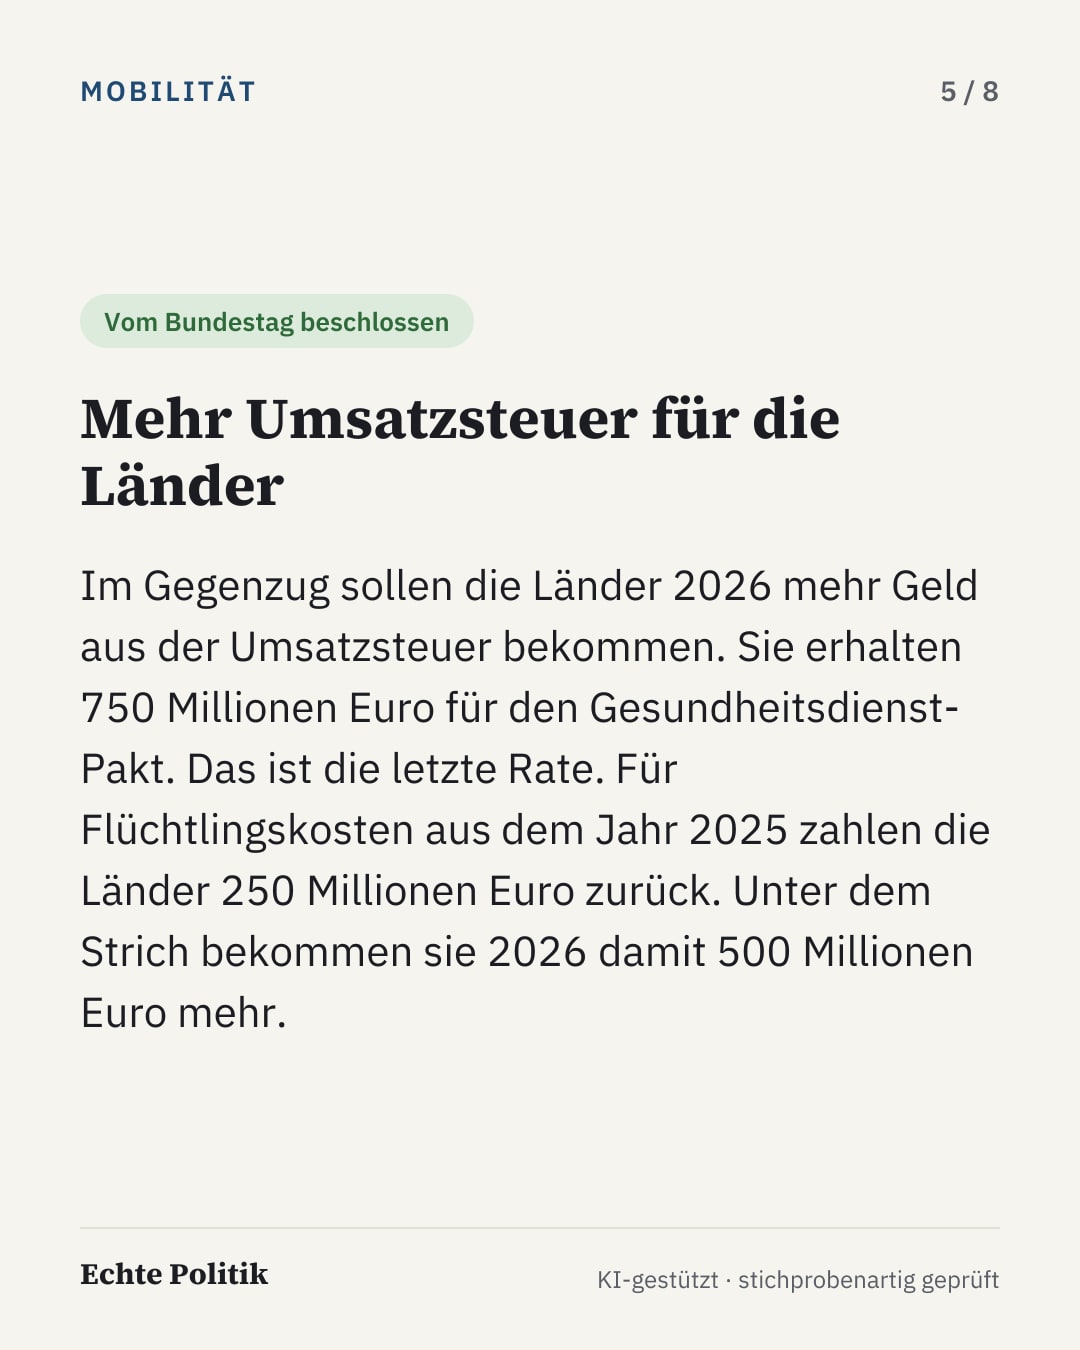 MOBILITÄT
5 / 8
Vom Bundestag beschlossen
Mehr Umsatzsteuer für die
Länder
Im Gegenzug sollen die Länder 2026 mehr Geld
aus der Umsatzsteuer bekommen. Sie erhalten
750 Millionen Euro für den Gesundheitsdienst-
Pakt. Das ist die letzte Rate. Für
Flüchtlingskosten aus dem Jahr 2025 zahlen die
Länder 250 Millionen Euro zurück. Unter dem
Strich bekommen sie 2026 damit 500 Millionen
Euro mehr.
Echte Politik
KI-gestützt · stichprobenartig geprüft